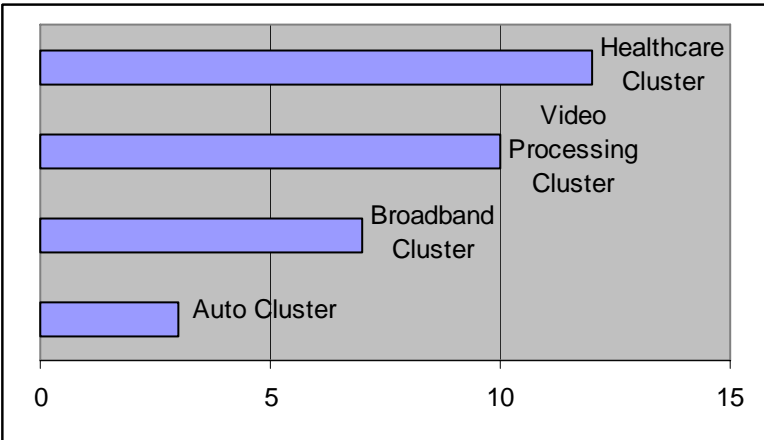 Healthcare
Cluster
Video
Processing
Cluster
Broadband
Cluster
Auto Cluster
0 5 10 15